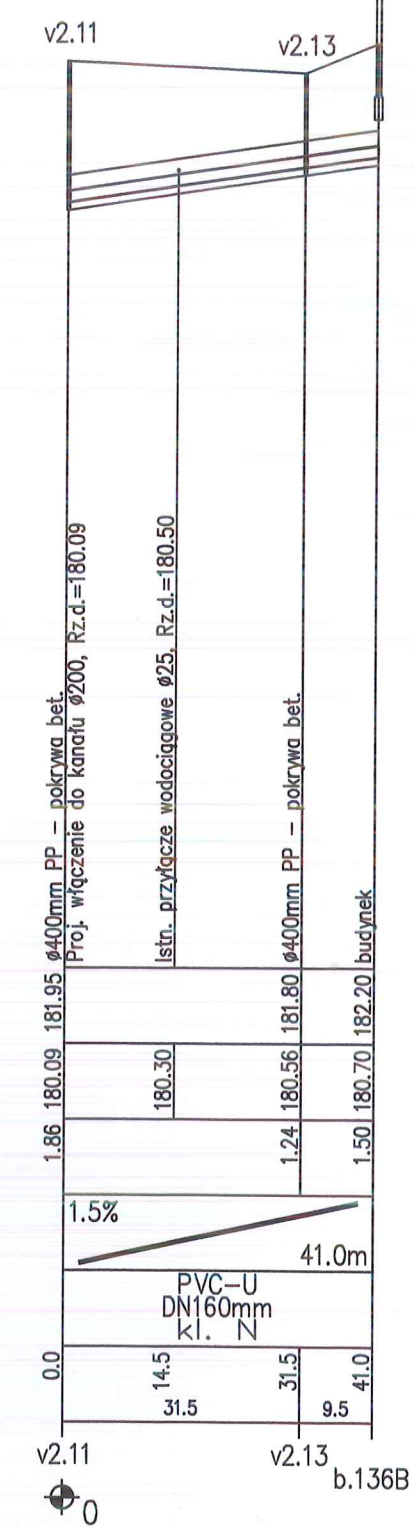 v2.11
v2.13
ø400mm PP - pokrywa bet.
Proj. włączenie do kanału ø200, Rz.d.=180.09
Istn. przyłącze wodociągowe ø25, Rz.d.=180.50
ø400mm PP - pokrywa bet.
budynek
181.95
181.80
182.20
180.09
180.30
180.56
180.70
1.86
1.24
1.50
1.5%
41.0m
PVC-U
DN160mm
kl. N
0.0
14.5
31.5
41.0
31.5
9.5
v2.11
v2.13
b.136B
0